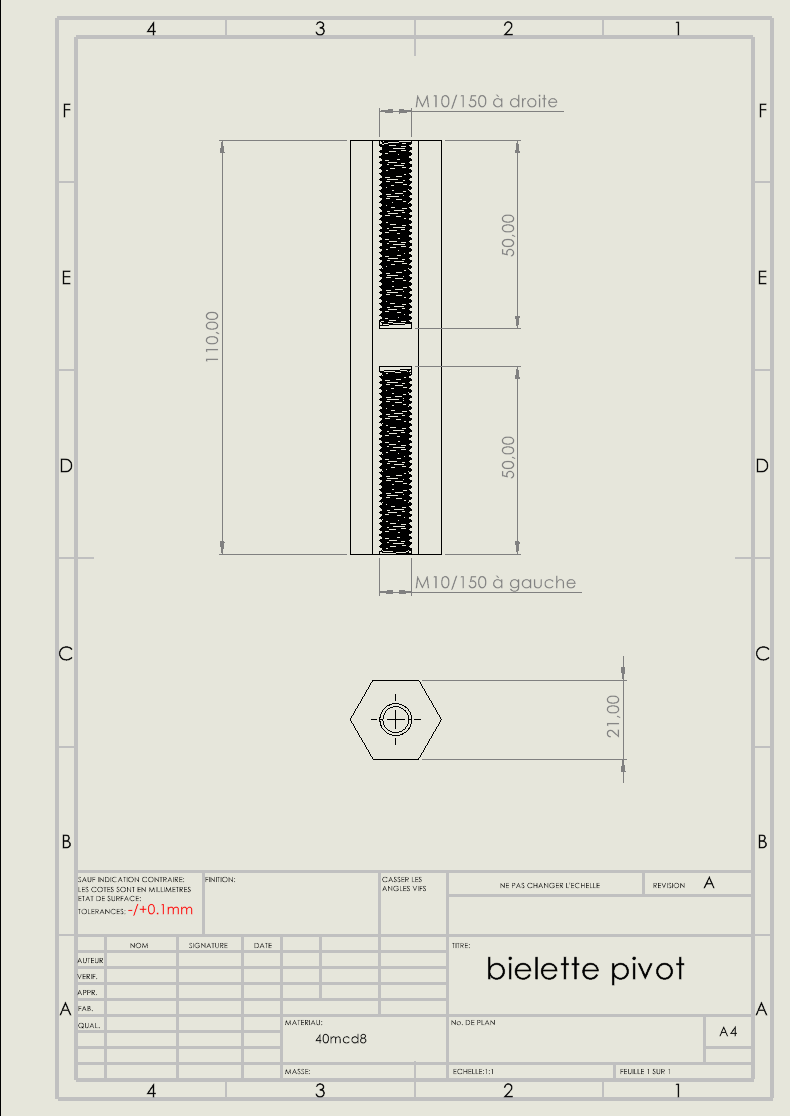 4 3 2 1
F F
M10/150 à droite
50,00
E E
110,00
D D
50,00
M10/150 à gauche
C C
21,00
B B
SAUF INDICATION CONTRAIRE:
LES COTES SONT EN MILLIMETRES
ETAT DE SURFACE:
TOLERANCES: -/+0.1mm
FINITION:
CASSER LES
ANGLES VIFS
NE PAS CHANGER L'ECHELLE
REVISION A
NOM SIGNATURE DATE
TITRE:
bielette pivot
AUTEUR
VERIF.
APPR.
FAB.
A A
QUAL.
MATERIAU:
40mcd8
No. DE PLAN
A4
MASSE:
ECHELLE:1:1
FEUILLE 1 SUR 1
4 3 2 1